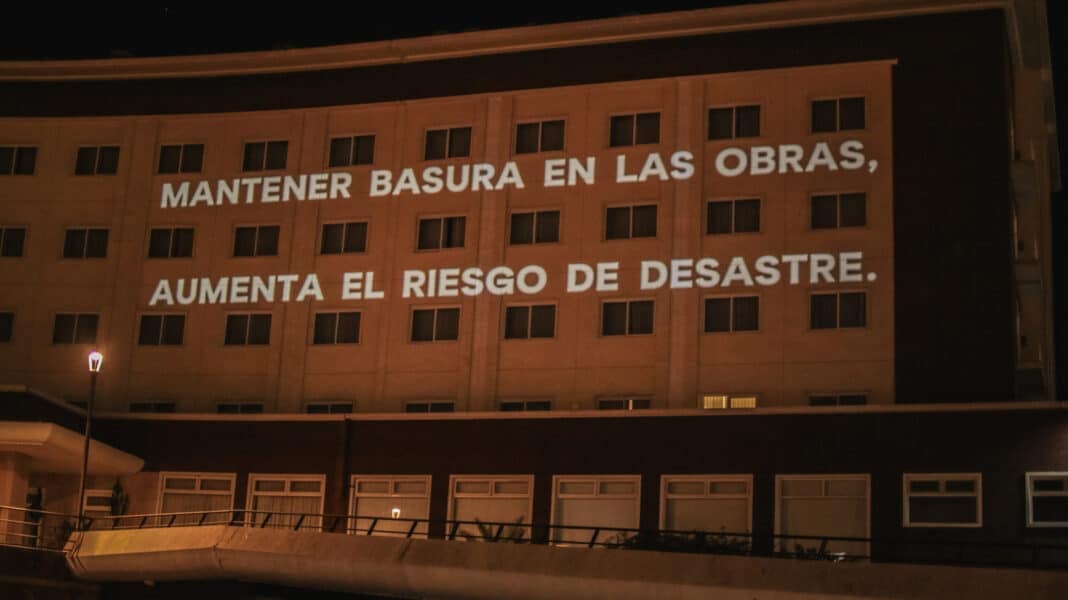 MANTENER BASURA EN LAS OBRAS,
AUMENTA EL RIESGO DE DESASTRE.